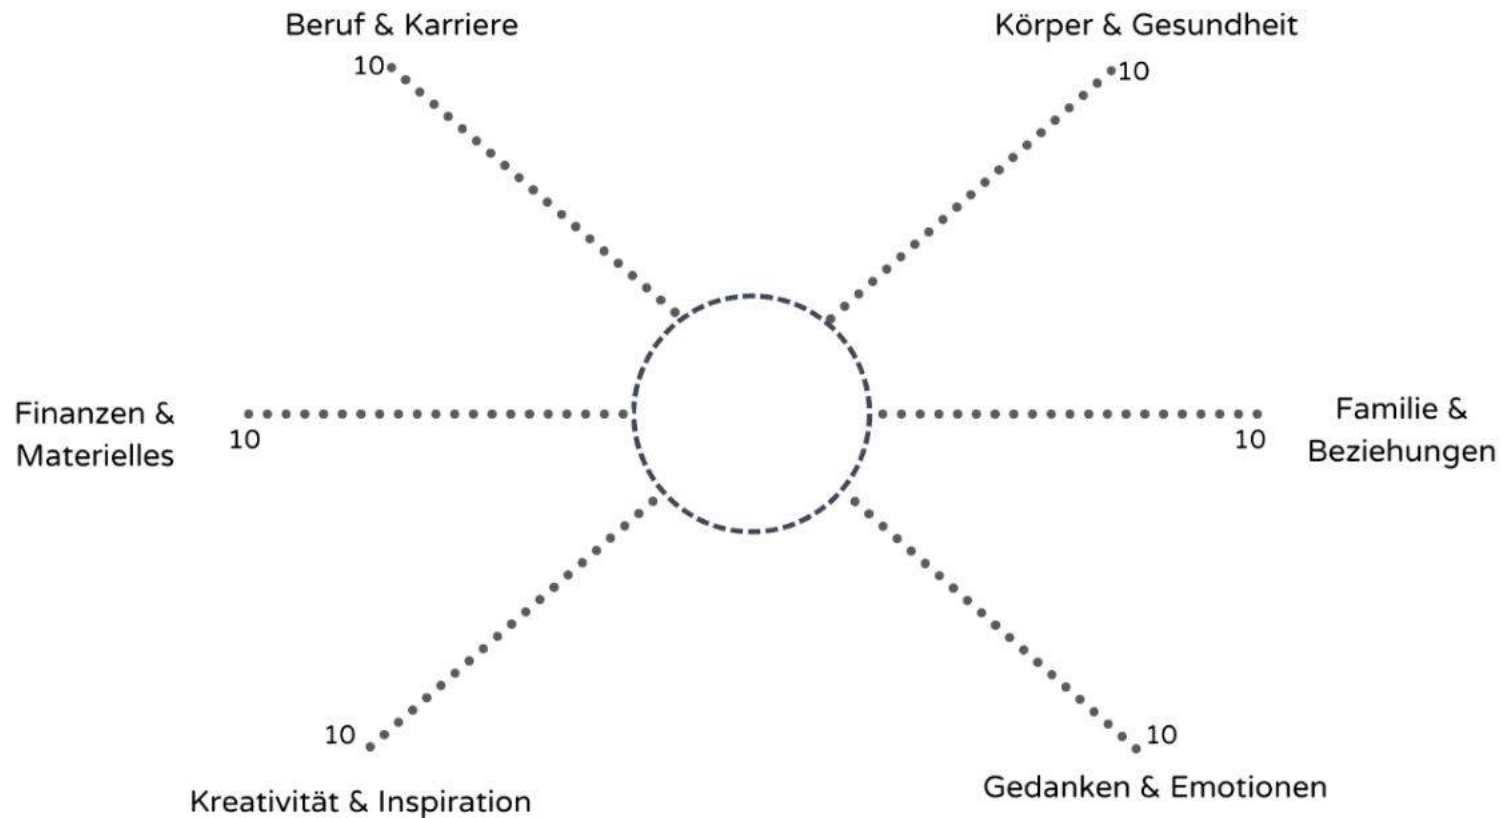 Beruf & Karriere
10
Körper & Gesundheit
10
Finanzen &
Materielles
10
Familie &
Beziehungen
10
10
Kreativität & Inspiration
10
Gedanken & Emotionen